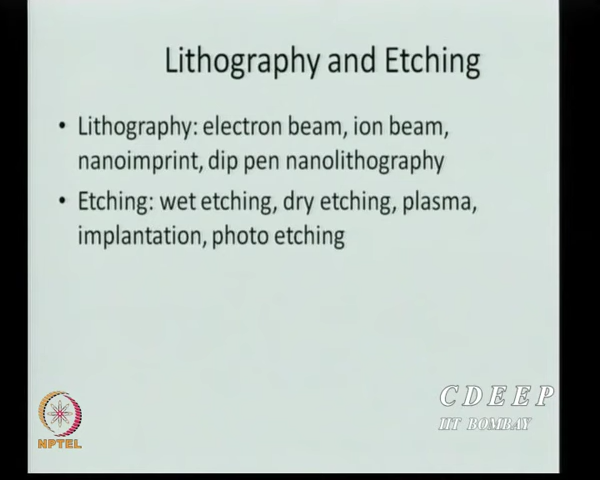 Lithography and Etching
• Lithography: electron beam, ion beam,
nanoimprint, dip pen nanolithography
• Etching: wet etching, dry etching, plasma,
implantation, photo etching
NPTEL
CDEEP
IIT BOMBAY